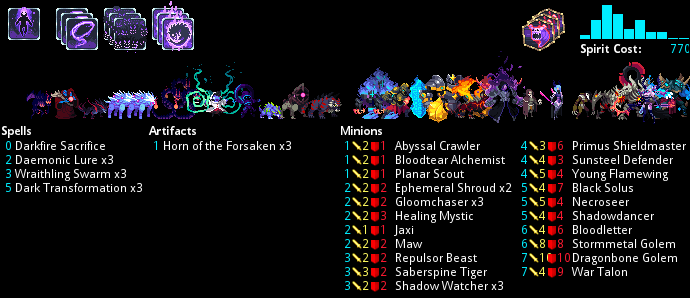 Spirit Cost: 770
Spells
0 Darkfire Sacrifice
2 Daemonic Lure x3
3 Wraithling Swarm x3
5 Dark Transformation x3
Artifacts
1 Horn of the Forsaken x3
Minions
1 2 1 Abyssal Crawler
1 2 1 Bloodtear Alchemist
1 2 1 Planar Scout
2 2 2 Ephemeral Shroud x2
2 2 2 Gloomchaser x3
2 2 3 Healing Mystic
2 1 1 Jaxi
2 2 2 Maw
3 2 2 Repulsor Beast
3 3 2 Saberspine Tiger
3 2 2 Shadow Watcher x3
4 3 6 Primus Shieldmaster
4 4 3 Sunsteel Defender
4 5 4 Young Flamewing
5 4 7 Black Solus
5 4 4 Necroseer
5 4 4 Shadowdancer
6 4 6 Bloodletter
6 8 8 Stormmetal Golem
7 10 10 Dragonbone Golem
7 4 9 War Talon